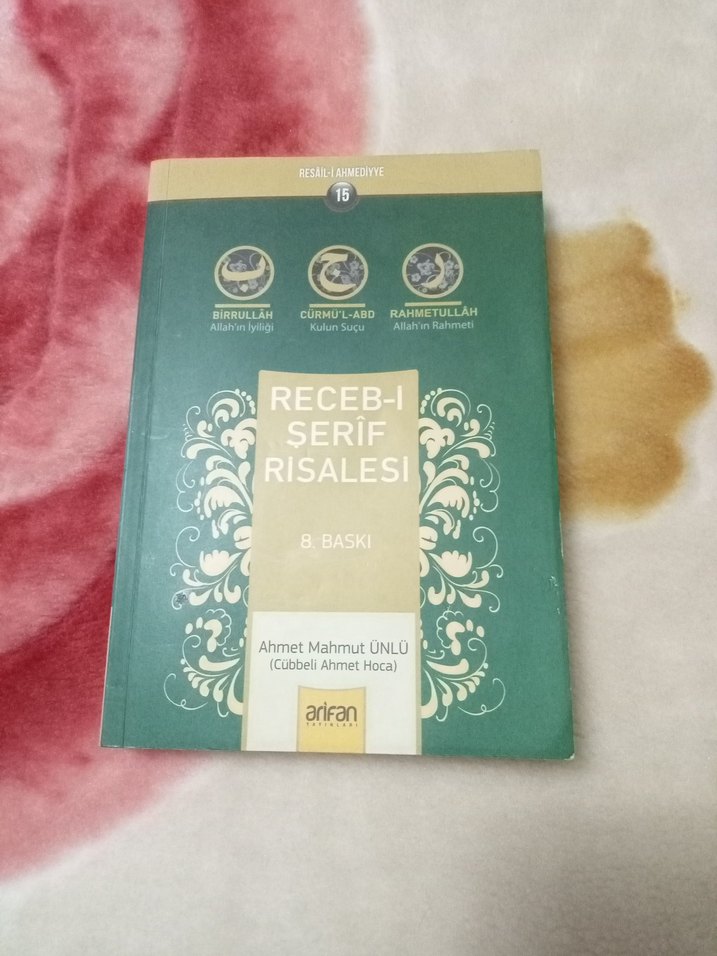 RESÂİL-İ AHMEDİYYE
15
ب ج ر
BİRRULLÂH CÜRMÜ'L-ABD RAHMETULLÂH
Allah'ın İyiliği Kulun Suçu Allah'ın Rahmeti
RECEB-İ
ŞERÎF
RİSALESİ
8. BASKI
Ahmet Mahmut ÜNLÜ
(Cübbeli Ahmet Hoca)
arifan
YAYINLARI